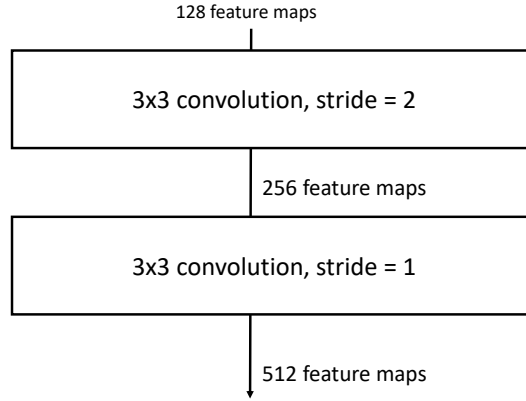 128 feature maps
3x3 convolution, stride = 2
256 feature maps
3x3 convolution, stride = 1
512 feature maps